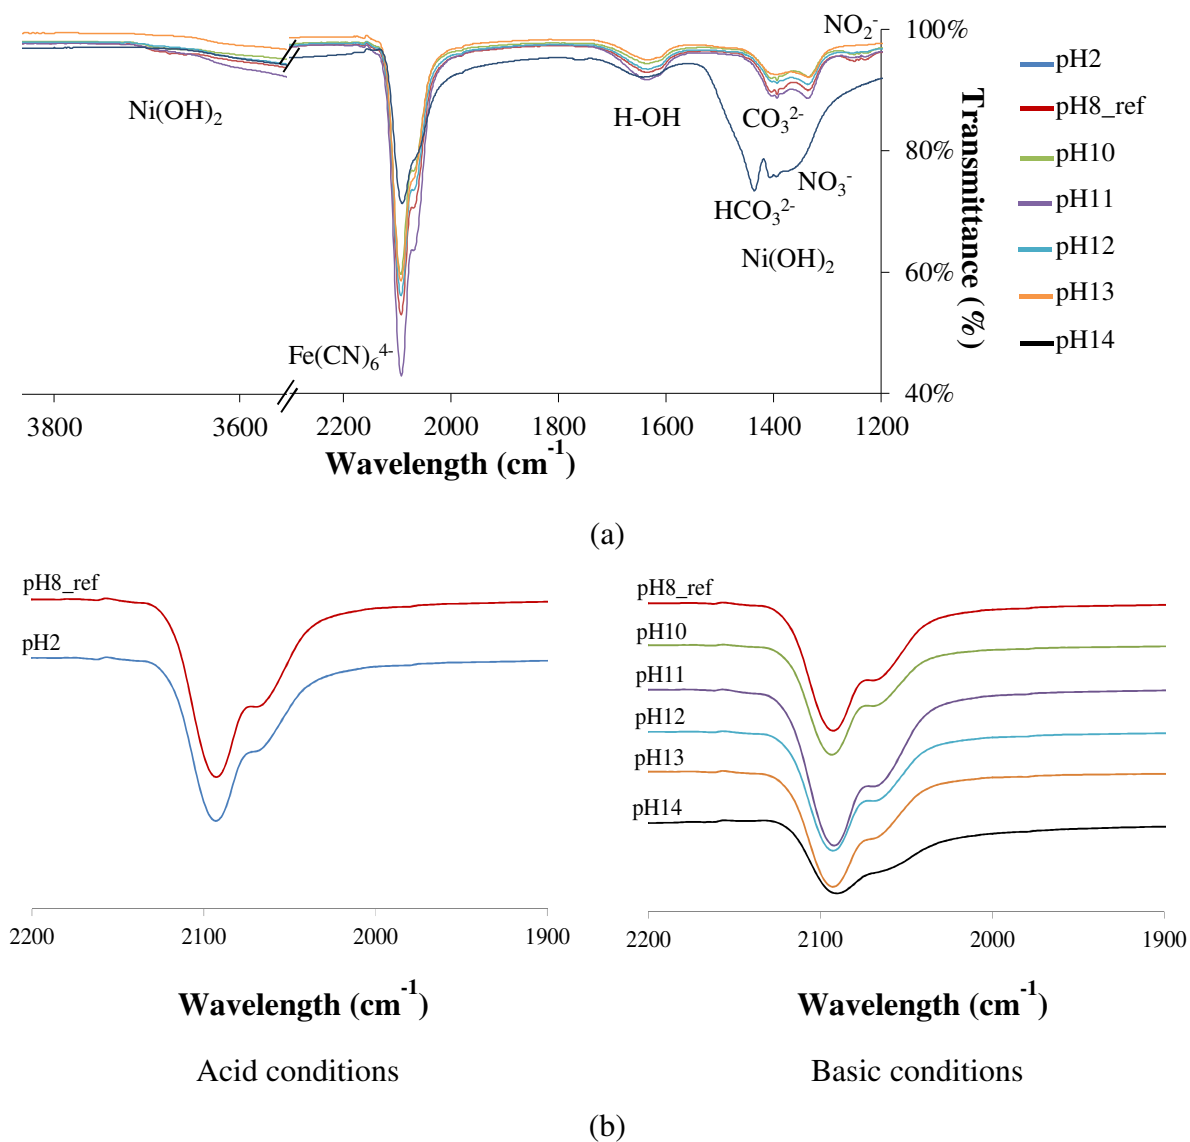 NO₂⁻
100%
Ni(OH)₂
H-OH
CO₃²⁻
80%
NO₃⁻
HCO₃²⁻
Ni(OH)₂
60%
Fe(CN)₆⁴⁻
40%
Transmittance (%)
3800 3600 2200 2000 1800 1600 1400 1200
Wavelength (cm⁻¹)
pH2
pH8_ref
pH10
pH11
pH12
pH13
pH14
(a)
pH8_ref
pH2
2200 2100 2000 1900
Wavelength (cm⁻¹)
Acid conditions
pH8_ref
pH10
pH11
pH12
pH13
pH14
2200 2100 2000 1900
Wavelength (cm⁻¹)
Basic conditions
(b)